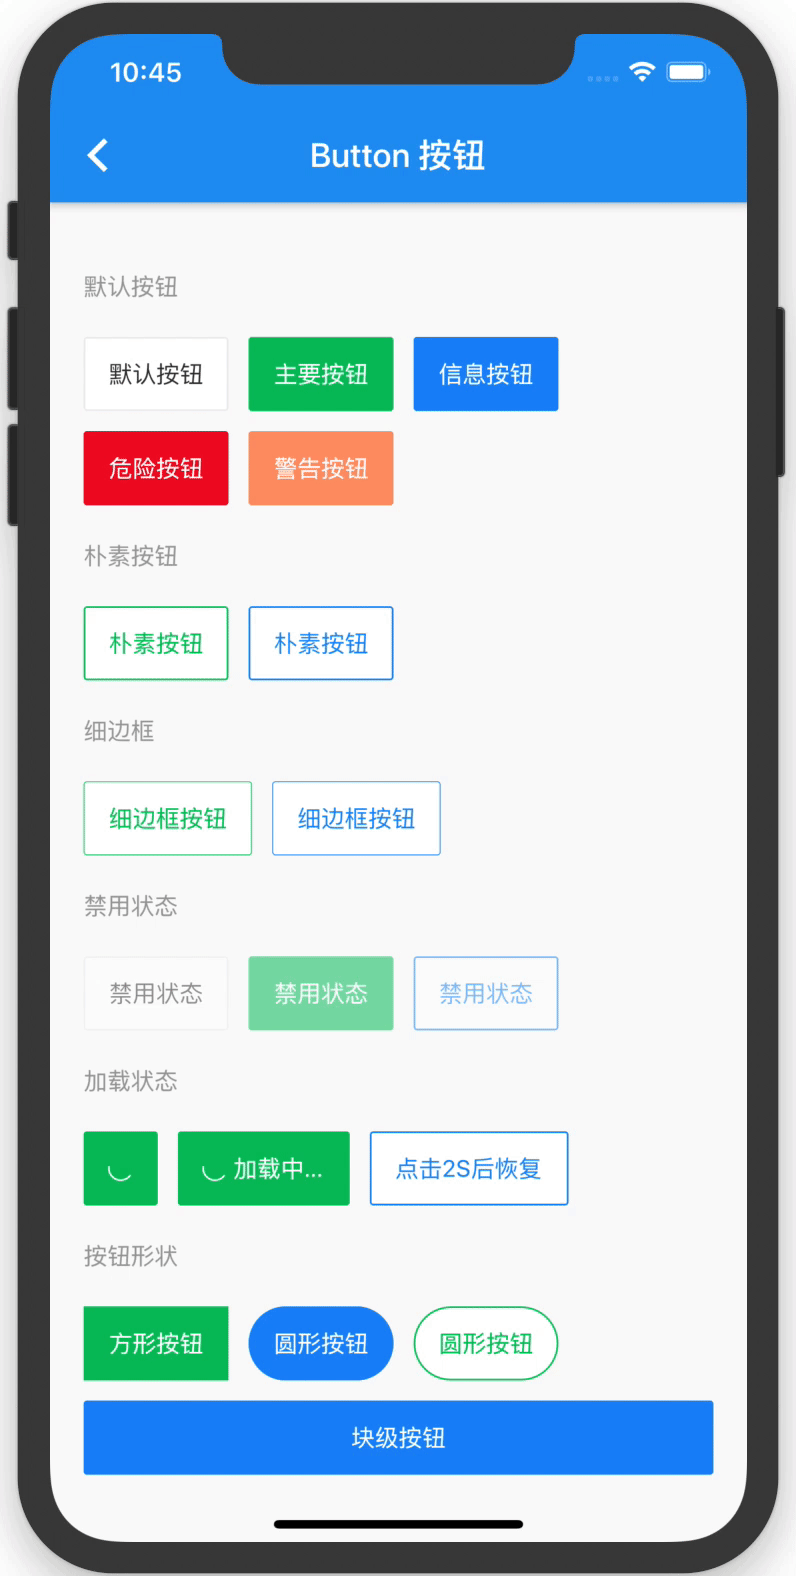 10:45
Button 按钮
默认按钮
默认按钮 主要按钮 信息按钮
危险按钮 警告按钮
朴素按钮
朴素按钮 朴素按钮
细边框
细边框按钮 细边框按钮
禁用状态
禁用状态 禁用状态 禁用状态
加载状态
加载中... 点击2S后恢复
按钮形状
方形按钮 圆形按钮 圆形按钮
块级按钮